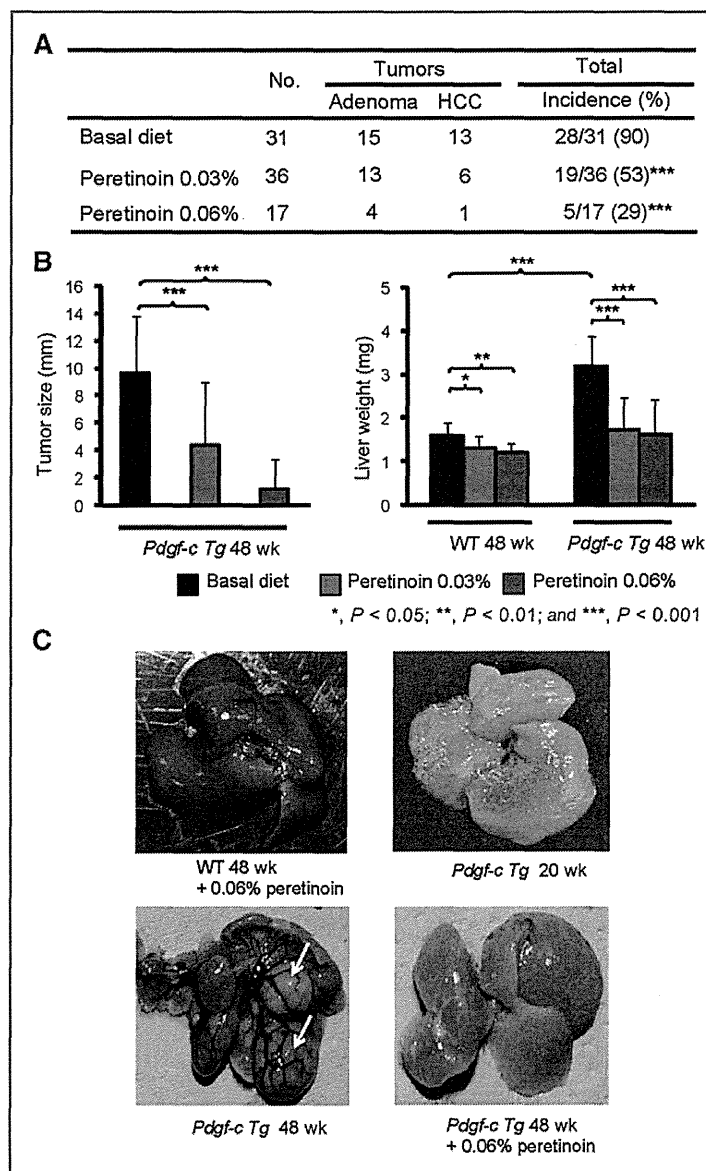 A
No. Tumors Total
Adenoma HCC Incidence (%)
Basal diet 31 15 13 28/31 (90)
Peretinoin 0.03% 36 13 6 19/36 (53)***
Peretinoin 0.06% 17 4 1 5/17 (29)***
B
Tumor size (mm)
16
14
12
10
8
6
4
2
0
***
***
Pdgf-c Tg 48 wk
Liver weight (mg)
5
4
3
2
1
0
***
***
***
**
*
WT 48 wk Pdgf-c Tg 48 wk
Basal diet Peretinoin 0.03% Peretinoin 0.06%
*, P < 0.05; **, P < 0.01; and ***, P < 0.001
C
WT 48 wk
+ 0.06% peretinoin
Pdgf-c Tg 20 wk
Pdgf-c Tg 48 wk
Pdgf-c Tg 48 wk
+ 0.06% peretinoin